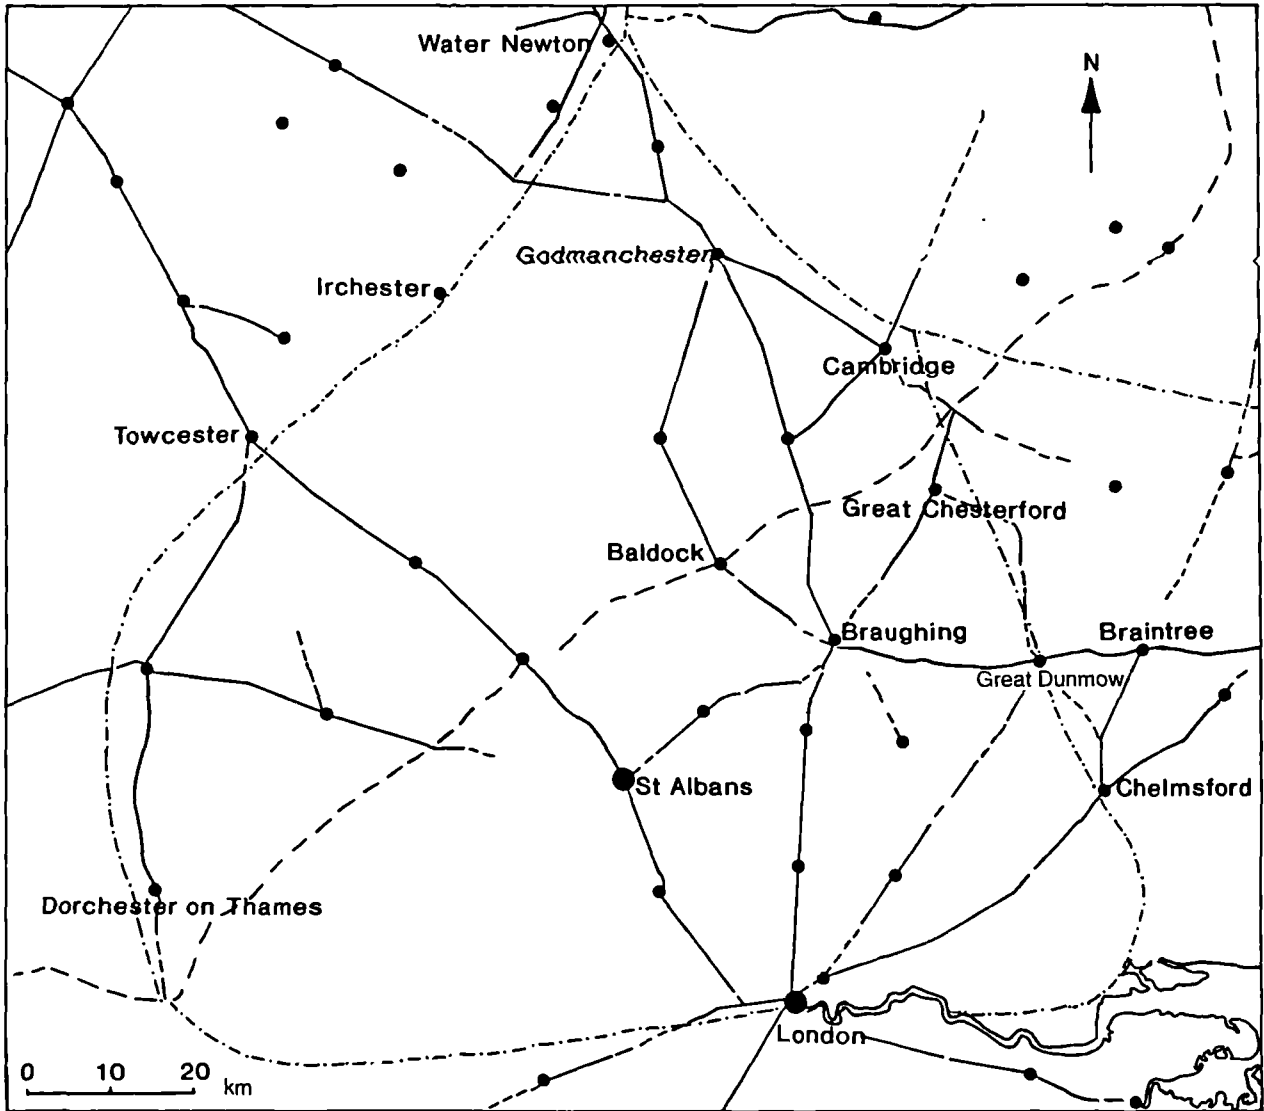 Water Newton
N
Godmanchester
Irchester
Cambridge
Towcester
Great Chesterford
Baldock
Braughing
Braintree
Great Dunmow
St Albans
Chelmsford
Dorchester on Thames
London
0 10 20 km